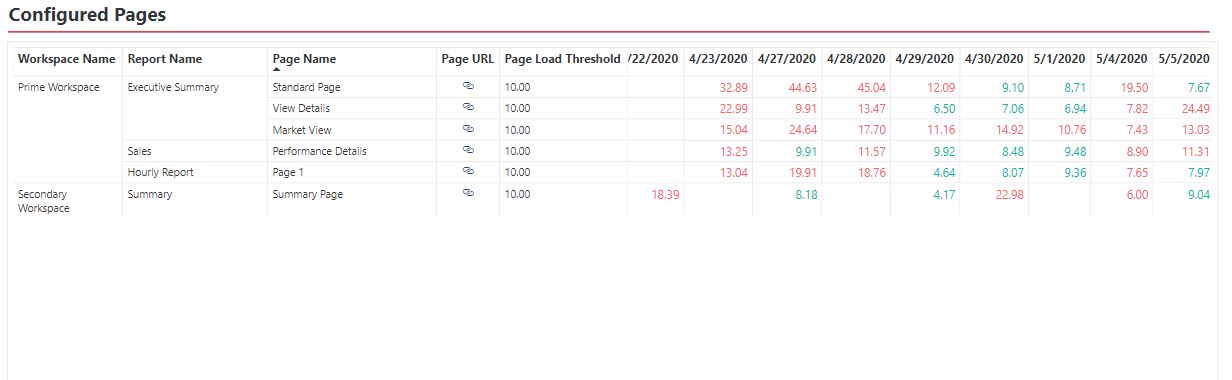 Configured Pages
Workspace Name Report Name Page Name Page URL Page Load Threshold /22/2020 4/23/2020 4/27/2020 4/28/2020 4/29/2020 4/30/2020 5/1/2020 5/4/2020 5/5/2020
Prime Workspace Executive Summary Standard Page 10.00 32.89 44.63 45.04 12.09 9.10 8.71 19.50 7.67
View Details 10.00 22.99 9.91 13.47 6.50 7.06 6.94 7.82 24.49
Market View 10.00 15.04 24.64 17.70 11.16 14.92 10.76 7.43 13.03
Sales Performance Details 10.00 13.25 9.91 11.57 9.92 8.48 9.48 8.90 11.31
Hourly Report Page 1 10.00 13.04 19.91 18.76 4.64 8.07 9.36 7.65 7.97
Secondary Summary Summary Page 10.00 18.39 8.18 4.17 22.98 6.00 9.04
Workspace